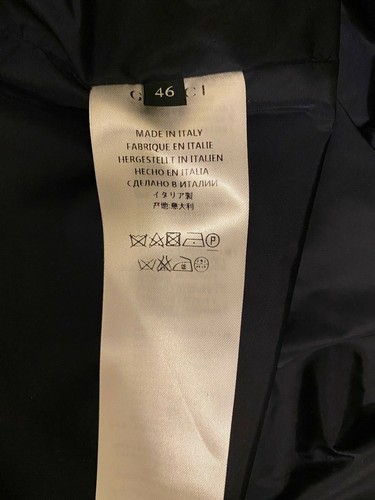 46
MADE IN ITALY
FABRIQUE EN ITALIE
HERGESTELLT IN ITALIEN
HECHO EN ITALIA
СДЕЛАНО В ИТАЛИИ
イタリア製
产地:意大利
P